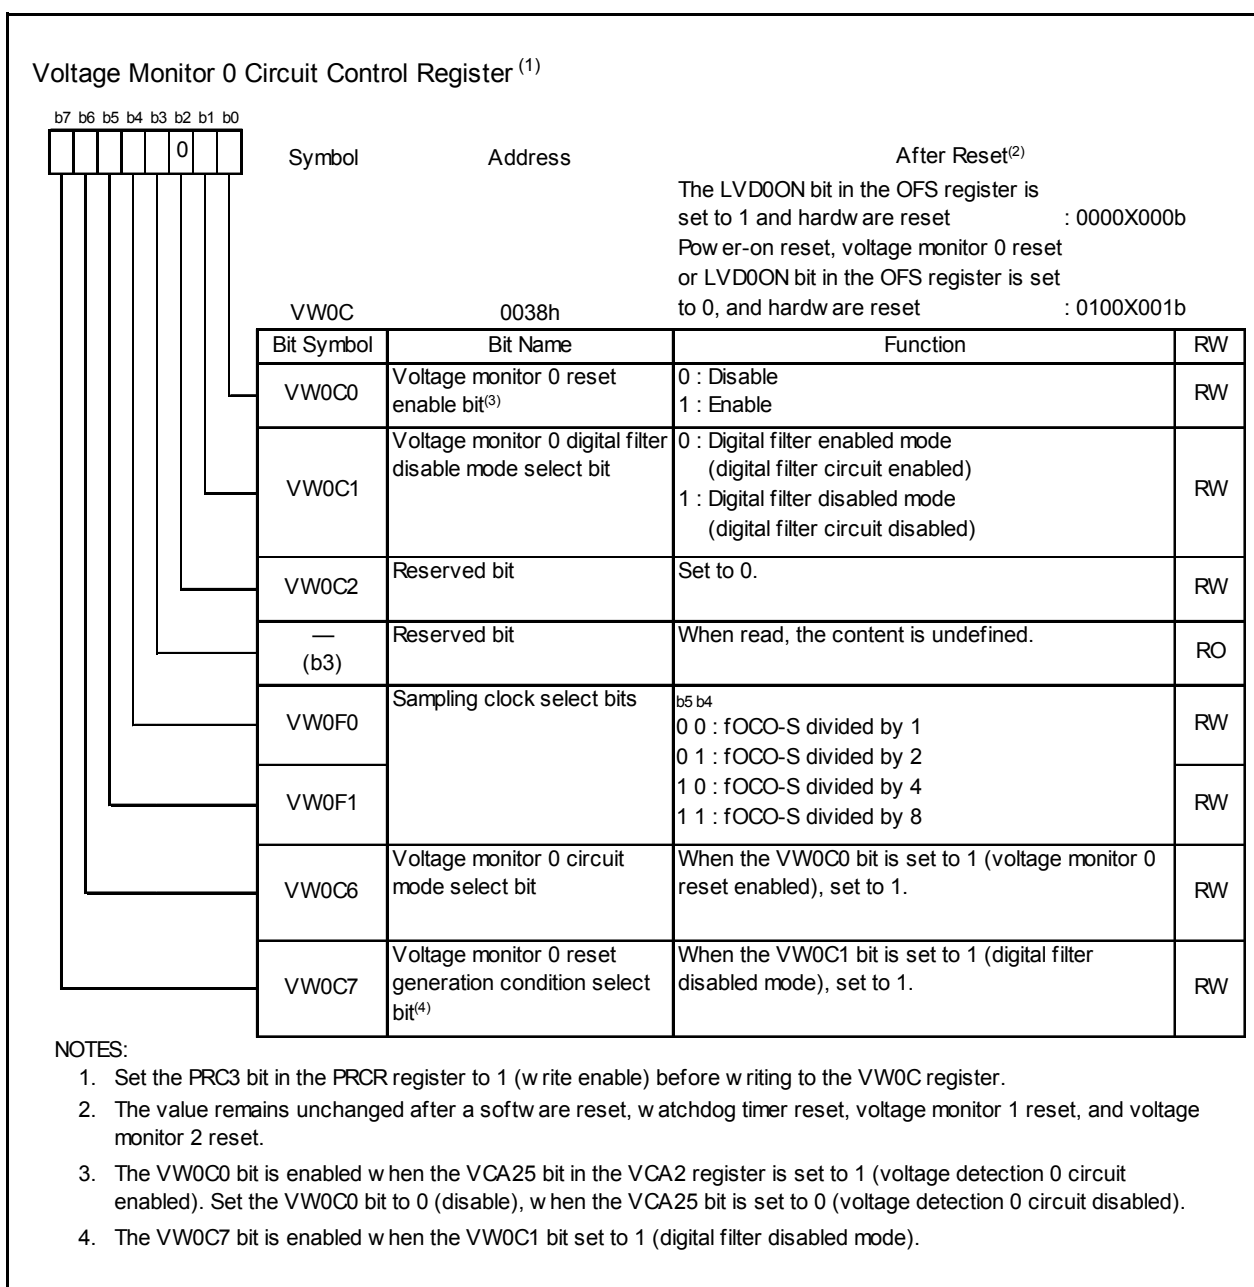 Voltage Monitor 0 Circuit Control Register (1)
b7 b6 b5 b4 b3 b2 b1 b0
0
Symbol Address After Reset(2)
The LVD0ON bit in the OFS register is
set to 1 and hardware reset : 0000X000b
Power-on reset, voltage monitor 0 reset
or LVD0ON bit in the OFS register is set
VW0C 0038h to 0, and hardware reset : 0100X001b
Bit Symbol Bit Name Function RW
VW0C0 Voltage monitor 0 reset
enable bit(3)
0 : Disable
1 : Enable
RW
VW0C1
Voltage monitor 0 digital filter
disable mode select bit
0 : Digital filter enabled mode
(digital filter circuit enabled)
1 : Digital filter disabled mode
(digital filter circuit disabled)
RW
VW0C2 Reserved bit Set to 0. RW
—
(b3)
Reserved bit When read, the content is undefined. RO
VW0F0
Sampling clock select bits
b5 b4
0 0 : fOCO-S divided by 1
0 1 : fOCO-S divided by 2
1 0 : fOCO-S divided by 4
1 1 : fOCO-S divided by 8
RW
VW0F1
RW
VW0C6
Voltage monitor 0 circuit
mode select bit
When the VW0C0 bit is set to 1 (voltage monitor 0
reset enabled), set to 1.
RW
VW0C7
Voltage monitor 0 reset
generation condition select
bit(4)
When the VW0C1 bit is set to 1 (digital filter
disabled mode), set to 1.
RW
NOTES:
1. Set the PRC3 bit in the PRCR register to 1 (write enable) before writing to the VW0C register.
2. The value remains unchanged after a software reset, watchdog timer reset, voltage monitor 1 reset, and voltage
monitor 2 reset.
3. The VW0C0 bit is enabled when the VCA25 bit in the VCA2 register is set to 1 (voltage detection 0 circuit
enabled). Set the VW0C0 bit to 0 (disable), when the VCA25 bit is set to 0 (voltage detection 0 circuit disabled).
4. The VW0C7 bit is enabled when the VW0C1 bit set to 1 (digital filter disabled mode).